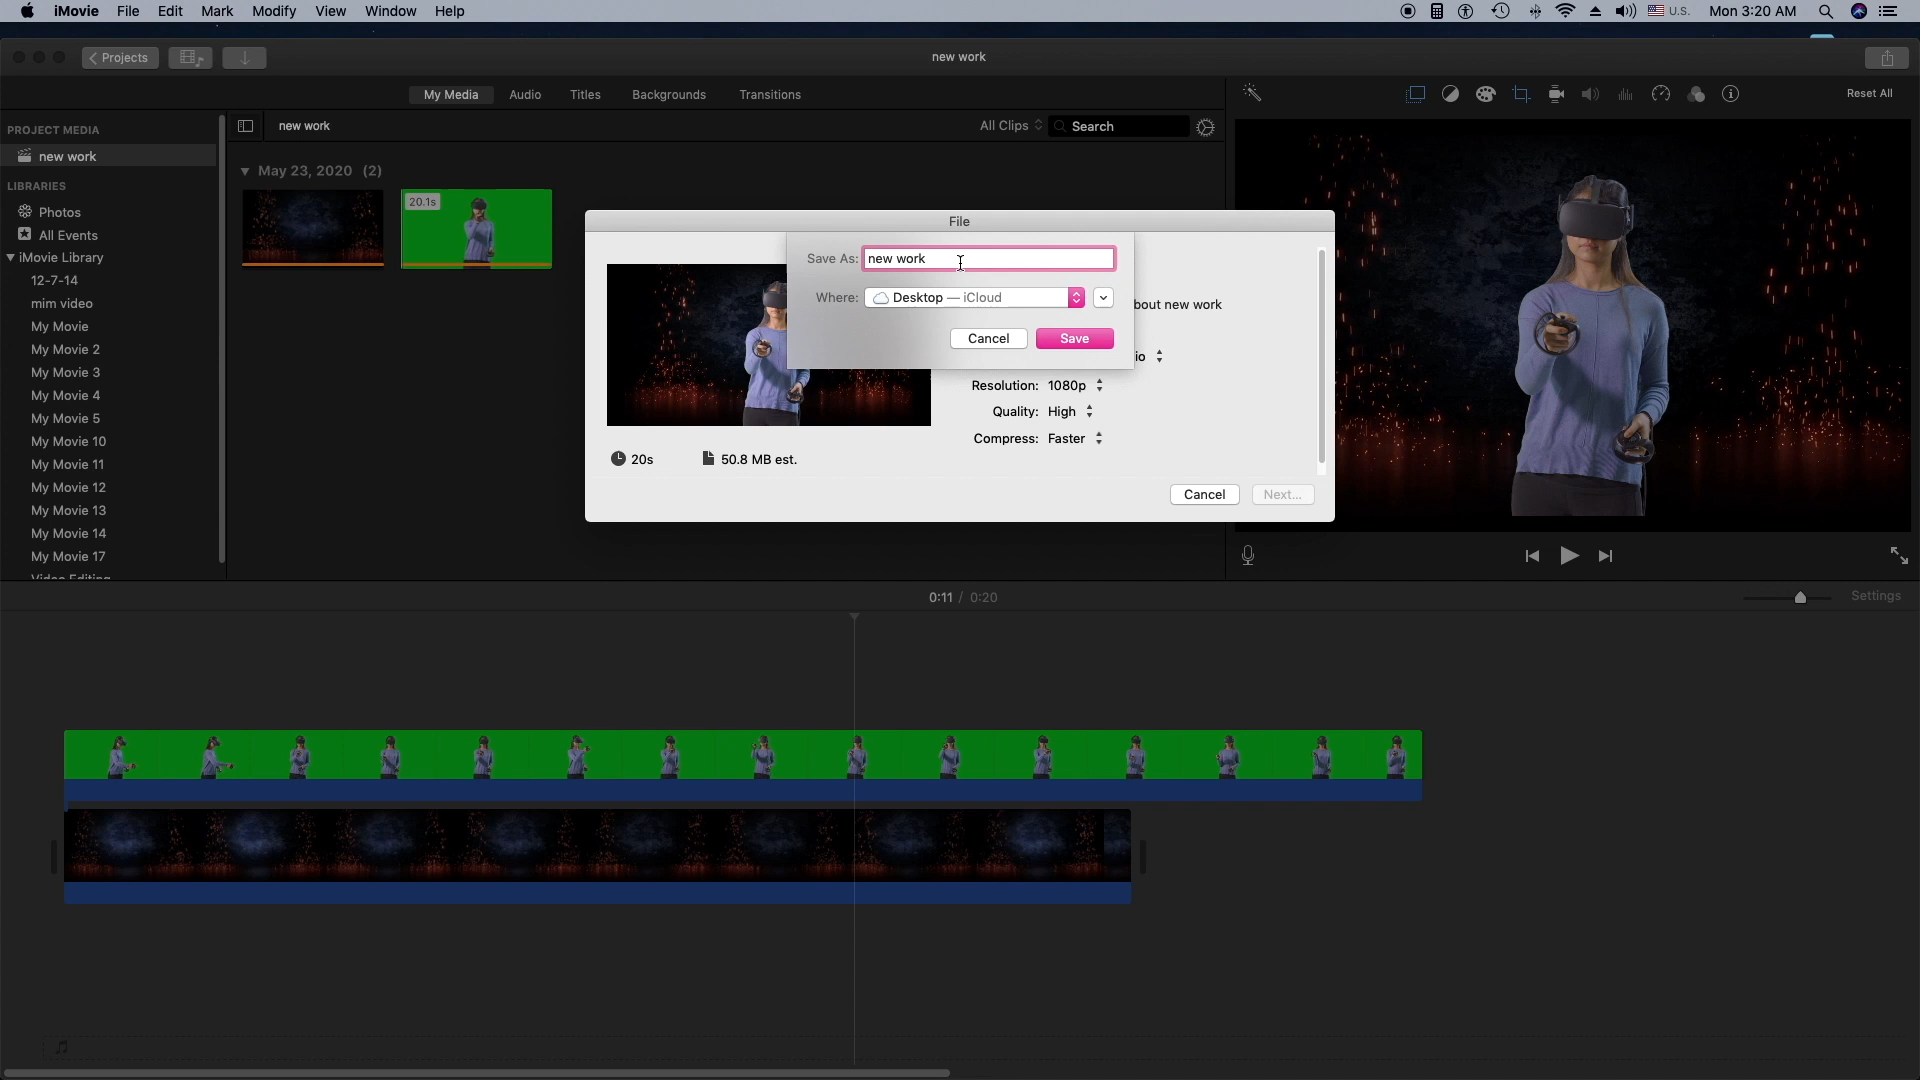 iMovie File Edit Mark Modify View Window Help
U.S. Mon 3:20 AM
Projects
new work
My Media Audio Titles Backgrounds Transitions
Reset All
PROJECT MEDIA
new work
LIBRARIES
Photos
All Events
iMovie Library
12-7-14
mim video
My Movie
My Movie 2
My Movie 3
My Movie 4
My Movie 5
My Movie 10
My Movie 11
My Movie 12
My Movie 13
My Movie 14
My Movie 17
Video Editing
new work
All Clips
Search
May 23, 2020 (2)
20.1s
File
Save As: new work
Where: Desktop — iCloud
Cancel Save
bout new work
io
Resolution: 1080p
Quality: High
Compress: Faster
20s 50.8 MB est.
Cancel Next...
0:11 / 0:20
Settings